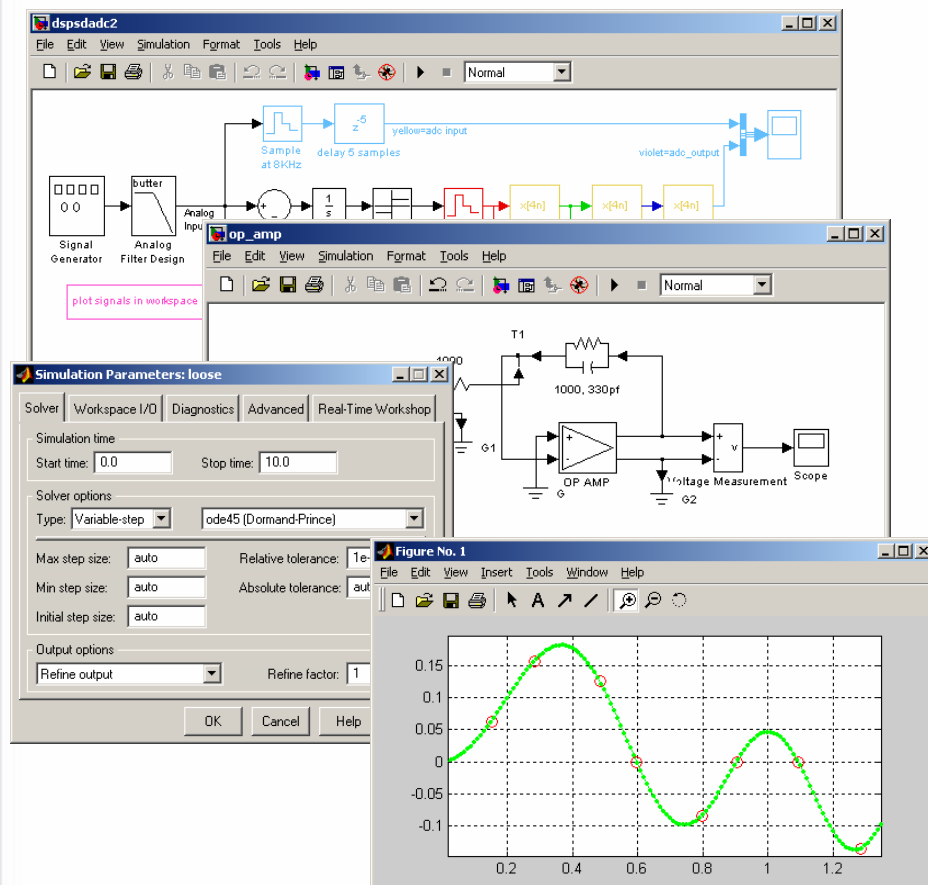 dspsdadc2
File Edit View Simulation Format Tools Help
Normal
z^-5
yellow=adc input
Sample
at 8KHz
delay 5 samples
violet=adc_output
butter
1
s
x[4n]
x[4n]
x[4n]
Analog
Signal
Generator
Analog
Filter Design
plot signals in workspace
op_amp
File Edit View Simulation Format Tools Help
Normal
T1
1000, 330pf
G1
+
-
OP AMP
G
+
-
v
Voltage Measurement
Scope
G2
Simulation Parameters: loose
Solver Workspace I/O Diagnostics Advanced Real-Time Workshop
Simulation time
Start time: 0.0 Stop time: 10.0
Solver options
Type: Variable-step ode45 (Dormand-Prince)
Max step size: auto Relative tolerance: 1e-
Min step size: auto Absolute tolerance:
Initial step size: auto
Output options
Refine output Refine factor: 1
OK Cancel Help
Figure No. 1
File Edit View Insert Tools Window Help
A
0.15
0.1
0.05
0
-0.05
-0.1
0.2 0.4 0.6 0.8 1 1.2